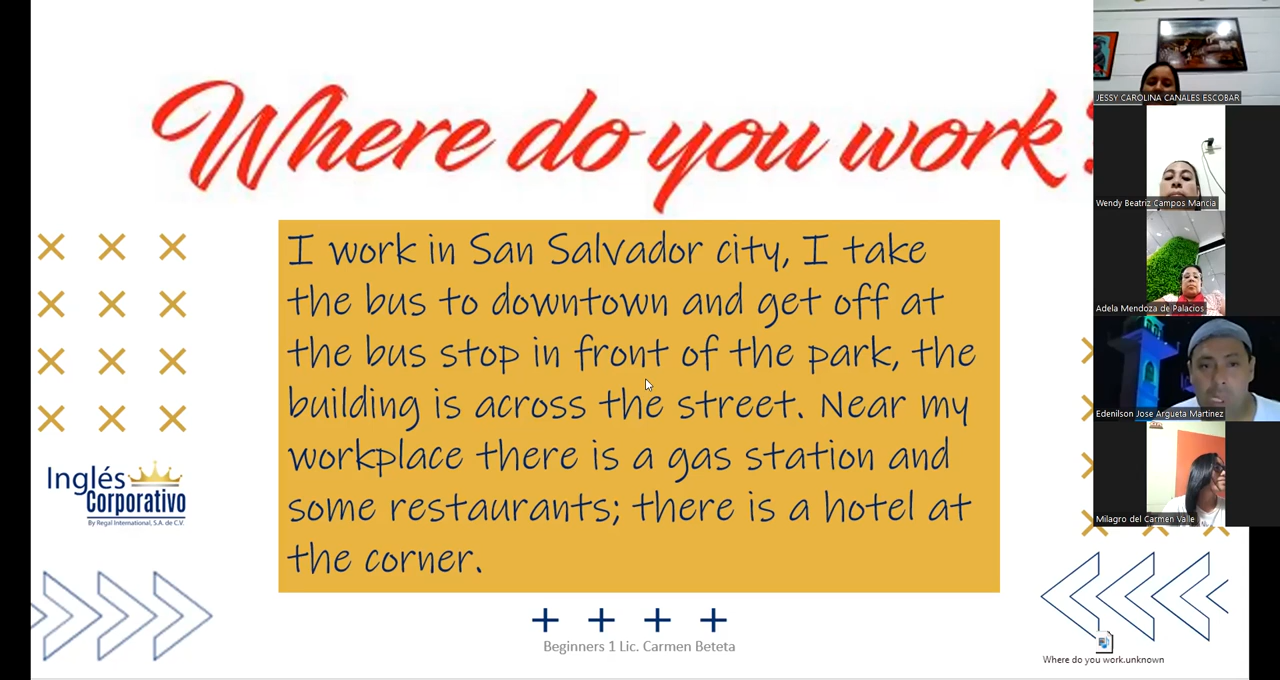 Where do you work?
I work in San Salvador city, I take
the bus to downtown and get off at
the bus stop in front of the park, the
building is across the street. Near my
workplace there is a gas station and
some restaurants; there is a hotel at
the corner.
Inglés
Corporativo
By Regal International, S.A. de C.V.
Beginners 1 Lic. Carmen Beteta
Where do you work.unknown
JESSY CAROLINA CANALES ESCOBAR
Wendy Beatriz Campos Mancia
Adela Mendoza de Palacios
Edenilson Jose Argueta Martinez
Milagro del Carmen Valle